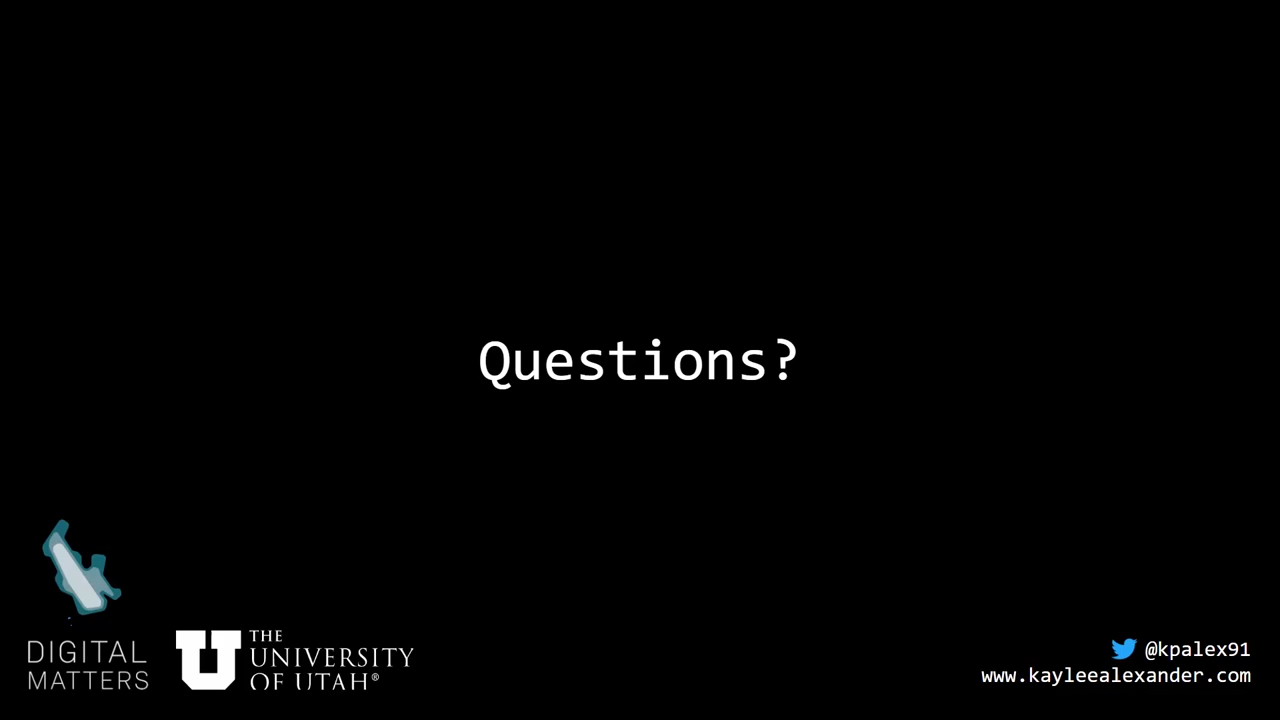 Questions?
DIGITAL
MATTERS
THE
UNIVERSITY
OF UTAH®
@kpalex91
www.kayleealexander.com